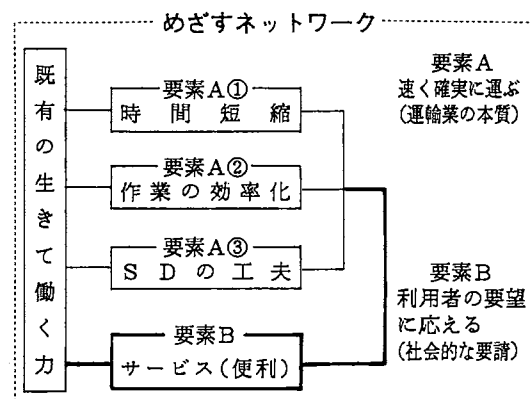 めざすネットワーク
既有の生きて働く力
要素A①
時間短縮
要素A②
作業の効率化
要素A③
SDの工夫
要素B
サービス(便利)
要素A
速く確実に運ぶ
(運輸業の本質)
要素B
利用者の要望
に応える
(社会的な要請)